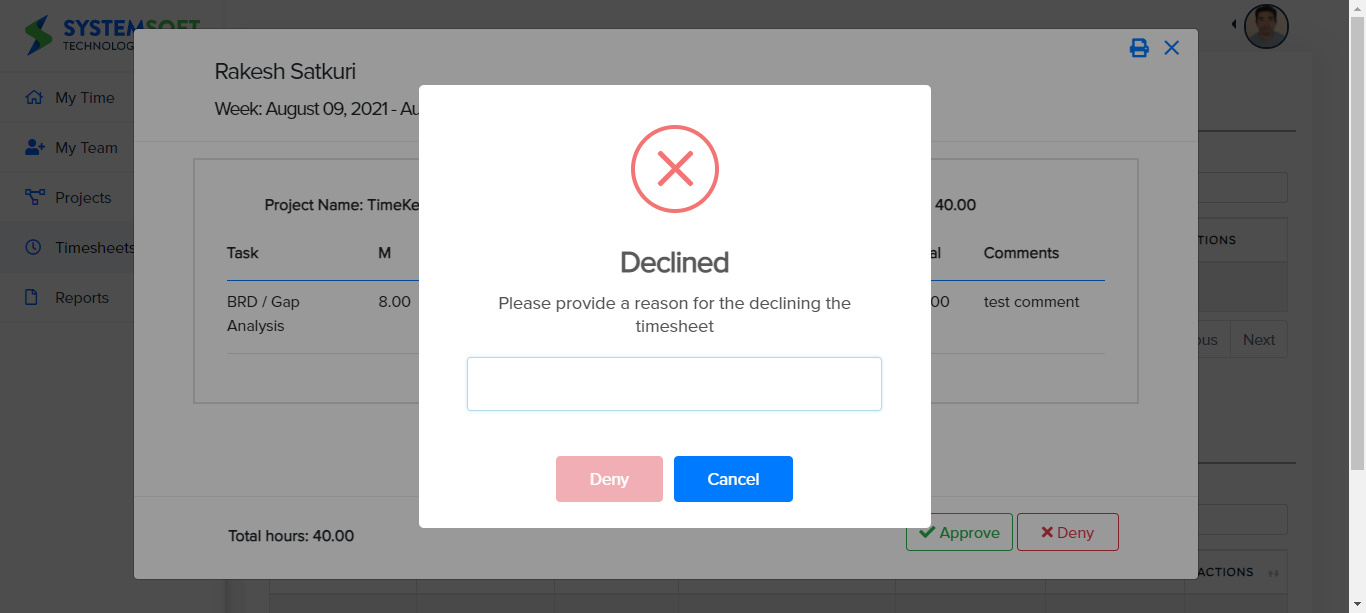 SYSTEMSOFT
TECHNOLOG
My Time
My Team
Projects
Timesheets
Reports
Rakesh Satkuri
Week: August 09, 2021 - Au
Project Name: TimeKe
40.00
Task M al Comments
BRD / Gap 8.00 00 test comment
Analysis
Declined
Please provide a reason for the declining the
timesheet
Deny Cancel
Total hours: 40.00
Approve Deny
TIONS
ous Next
ACTIONS